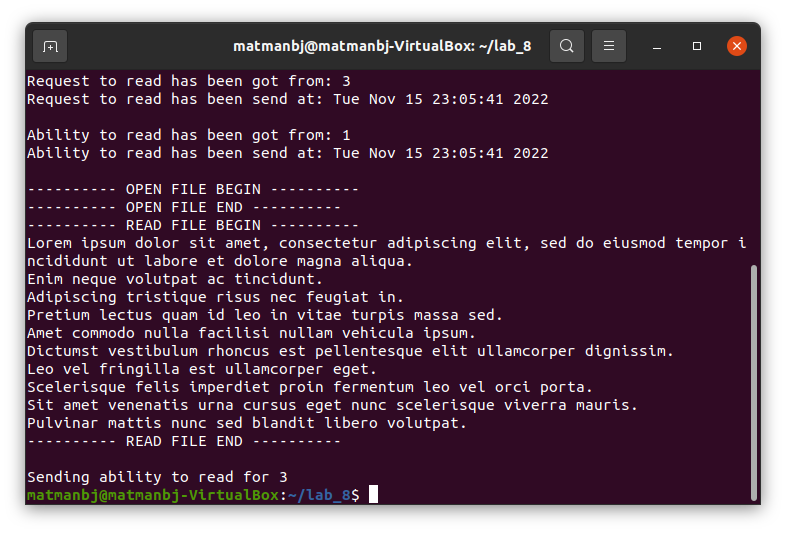 matmanbj@matmanbj-VirtualBox: ~/lab_8
Request to read has been got from: 3
Request to read has been send at: Tue Nov 15 23:05:41 2022
Ability to read has been got from: 1
Ability to read has been send at: Tue Nov 15 23:05:41 2022
---------- OPEN FILE BEGIN ----------
---------- OPEN FILE END ----------
---------- READ FILE BEGIN ----------
Lorem ipsum dolor sit amet, consectetur adipiscing elit, sed do eiusmod tempor i
ncididunt ut labore et dolore magna aliqua.
Enim neque volutpat ac tincidunt.
Adipiscing tristique risus nec feugiat in.
Pretium lectus quam id leo in vitae turpis massa sed.
Amet commodo nulla facilisi nullam vehicula ipsum.
Dictumst vestibulum rhoncus est pellentesque elit ullamcorper dignissim.
Leo vel fringilla est ullamcorper eget.
Scelerisque felis imperdiet proin fermentum leo vel orci porta.
Sit amet venenatis urna cursus eget nunc scelerisque viverra mauris.
Pulvinar mattis nunc sed blandit libero volutpat.
---------- READ FILE END ----------
Sending ability to read for 3
matmanbj@matmanbj-VirtualBox:~/lab_8$